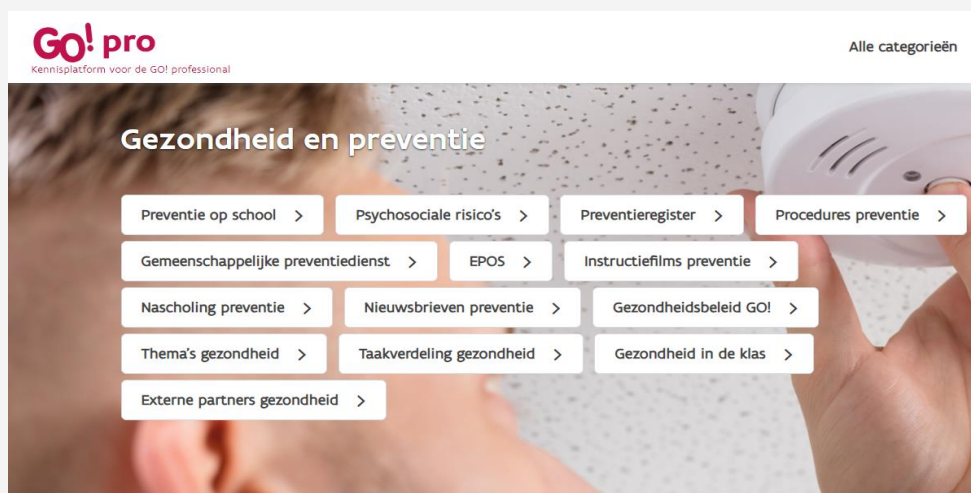 GO! pro
Kennisplatform voor de GO! professional
Alle categorieën
Gezondheid en preventie
Preventie op school
Psychosociale risico's
Preventieregister
Procedures preventie
Gemeenschappelijke preventiedienst
EPOS
Instructiefilms preventie
Nascholing preventie
Nieuwsbrieven preventie
Gezondheidsbeleid GO!
Thema's gezondheid
Taakverdeling gezondheid
Gezondheid in de klas
Externe partners gezondheid